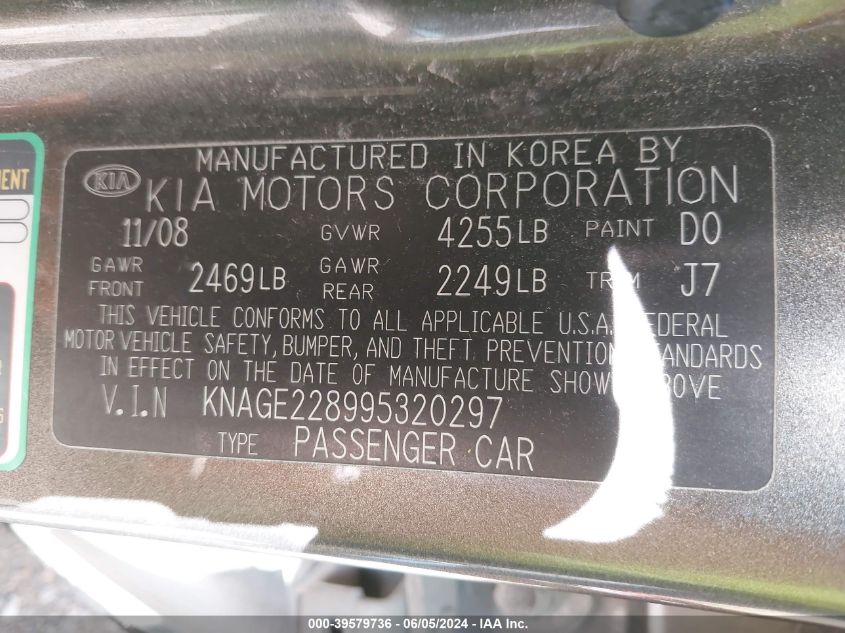 MENT
MANUFACTURED IN KOREA BY
KIA KIA MOTORS CORPORATION
11/08 GVWR 4255LB PAINT D0
GAWR FRONT 2469LB GAWR REAR 2249LB TRIM J7
THIS VEHICLE CONFORMS TO ALL APPLICABLE U.S.A. FEDERAL
MOTOR VEHICLE SAFETY, BUMPER, AND THEFT PREVENTION STANDARDS
IN EFFECT ON THE DATE OF MANUFACTURE SHOWN ABOVE
V.I.N KNAGE228995320297
TYPE PASSENGER CAR
000-39579736 - 06/05/2024 - IAA Inc.